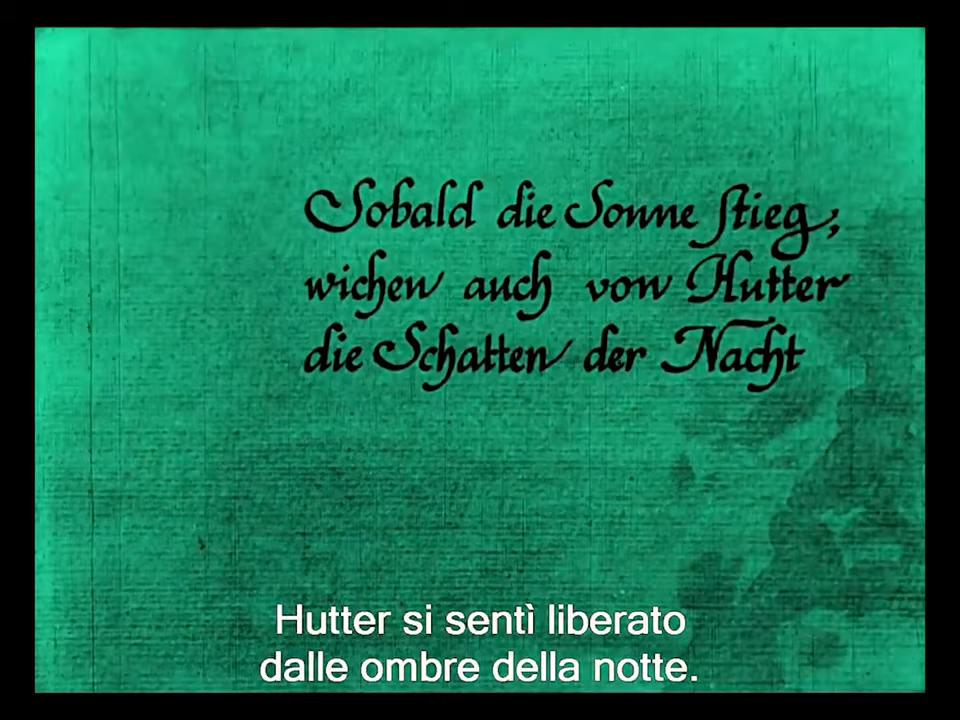 Sobald die Sonne stieg,
wichen auch von Hutter
die Schatten der Nacht
Hutter si sentì liberato
dalle ombre della notte.